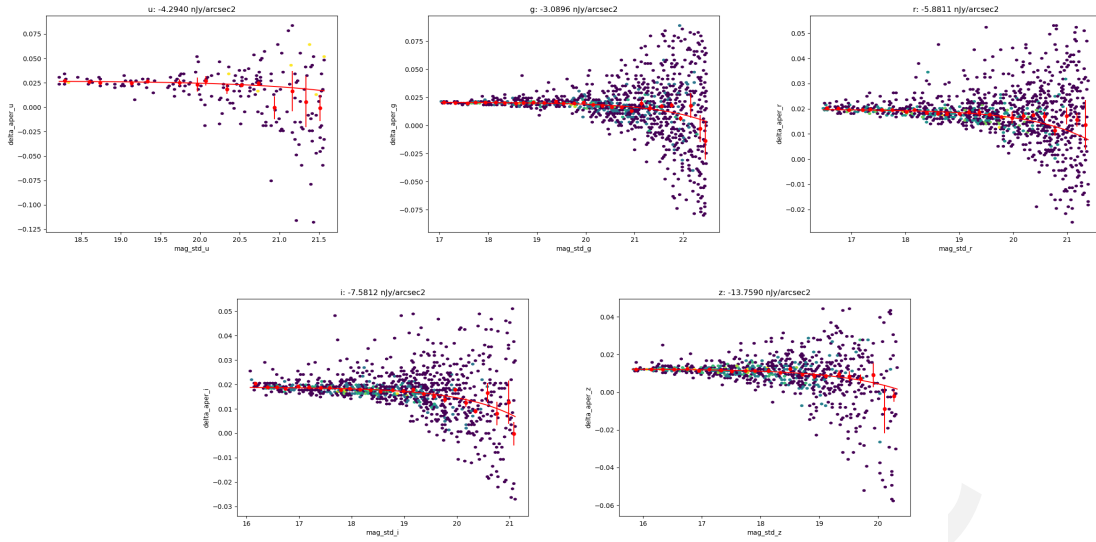 u: -4.2940 nJy/arcsec2
0.075
0.050
0.025
0.000
−0.025
−0.050
−0.075
−0.100
−0.125
delta_aper_u
18.5 19.0 19.5 20.0 20.5 21.0 21.5
mag_std_u
g: -3.0896 nJy/arcsec2
0.075
0.050
0.025
0.000
−0.025
−0.050
−0.075
delta_aper_g
17 18 19 20 21 22
mag_std_g
r: -5.8811 nJy/arcsec2
0.05
0.04
0.03
0.02
0.01
0.00
−0.01
−0.02
delta_aper_r
17 18 19 20 21
mag_std_r
i: -7.5812 nJy/arcsec2
0.05
0.04
0.03
0.02
0.01
0.00
−0.01
−0.02
−0.03
delta_aper_i
16 17 18 19 20 21
mag_std_i
z: -13.7590 nJy/arcsec2
0.04
0.02
0.00
−0.02
−0.04
−0.06
delta_aper_z
16 17 18 19 20
mag_std_z